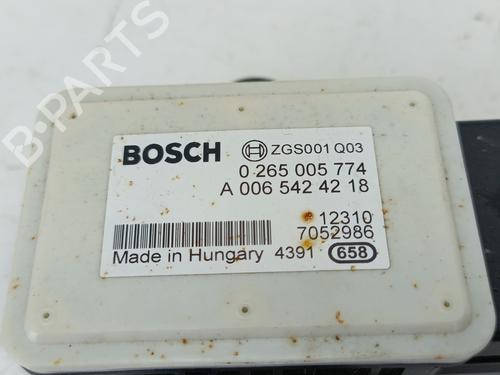 BOSCH ZGS001 Q03
0 265 005 774
A 006 542 42 18
12310
7052986
Made in Hungary 4391 658
B-Parts